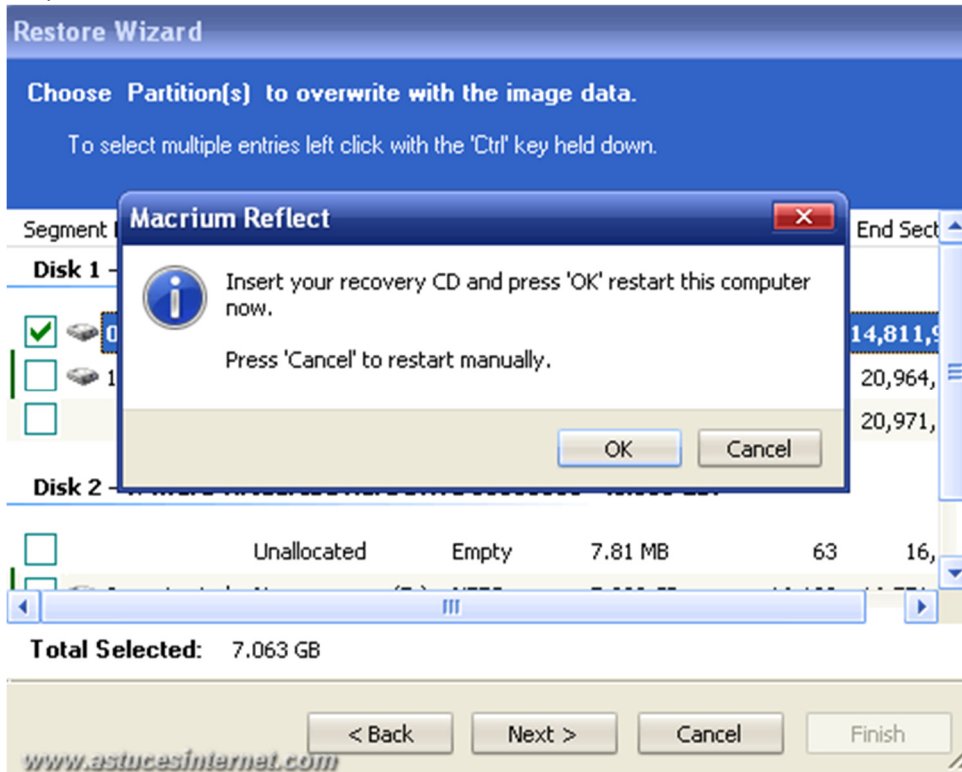 Restore Wizard
Choose Partition(s) to overwrite with the image data.
To select multiple entries left click with the 'Ctrl' key held down.
Segment
End Sect
Macrium Reflect
Insert your recovery CD and press 'OK' restart this computer
now.
Press 'Cancel' to restart manually.
OK
Cancel
Disk 1 -
0
14,811,9
1
20,964,
20,971,
Disk 2 -
Unallocated Empty 7.81 MB 63 16,
Total Selected: 7.063 GB
< Back
Next >
Cancel
Finish
www.astucesinternet.com